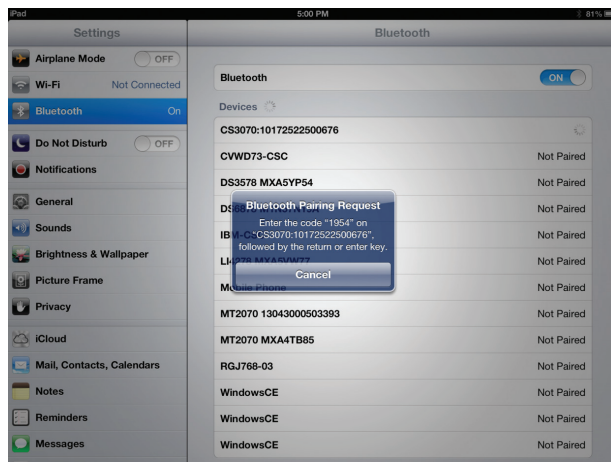 iPad 5:00 PM 81%
Settings
Airplane Mode OFF
Wi-Fi Not Connected
Bluetooth On
Do Not Disturb OFF
Notifications
General
Sounds
Brightness & Wallpaper
Picture Frame
Privacy
iCloud
Mail, Contacts, Calendars
Notes
Reminders
Messages
Bluetooth
Bluetooth ON
Devices
CS3070:10172522500676
CVWD73-CSC Not Paired
DS3578 MXA5YP54 Not Paired
Not Paired
Not Paired
LI4278 Not Paired
Mobile Phone Not Paired
MT2070 13043000503393 Not Paired
MT2070 MXA4TB85 Not Paired
RGJ768-03 Not Paired
WindowsCE Not Paired
WindowsCE Not Paired
WindowsCE Not Paired
Bluetooth Pairing Request
Enter the code "1954" on
"CS3070:10172522500676",
followed by the return or enter key.
Cancel